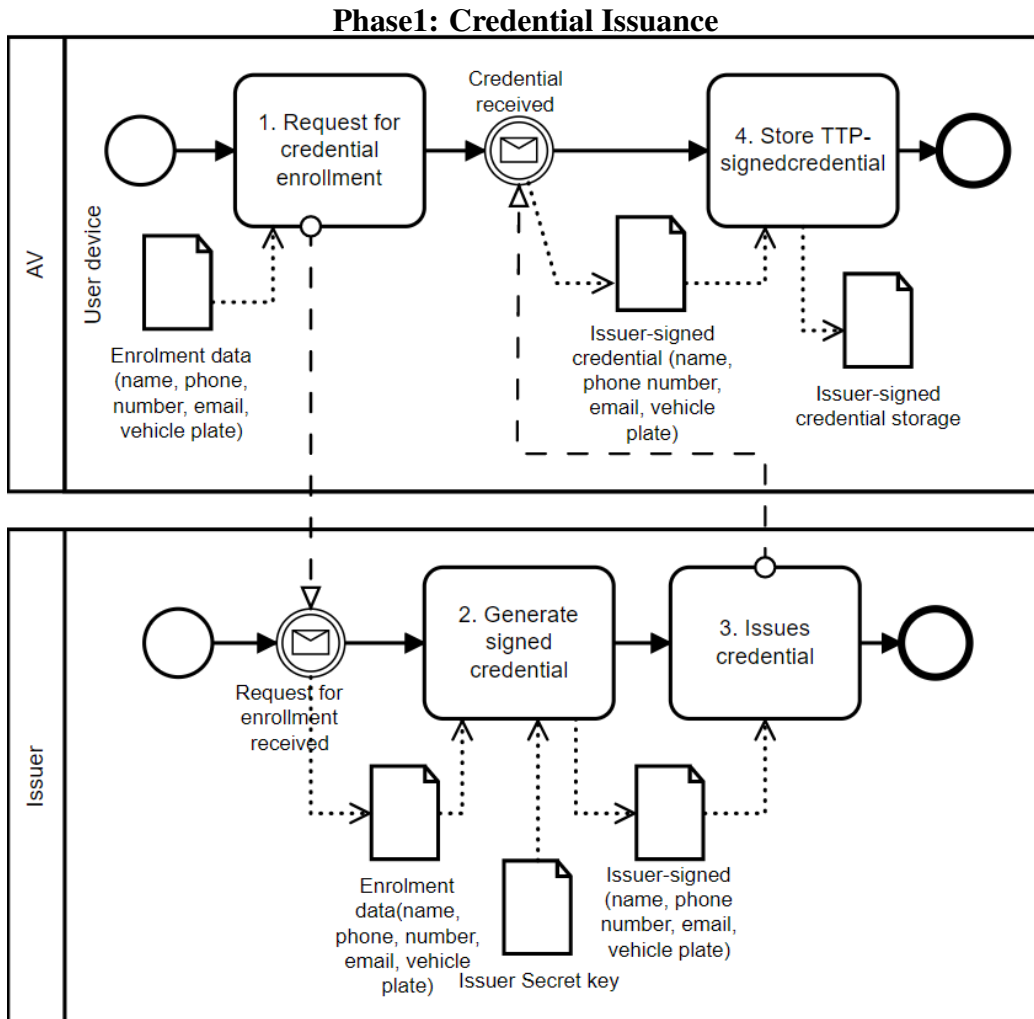 Phase1: Credential Issuance
AV
User device
1. Request for
credential
enrollment
Credential
received
4. Store TTP-
signedcredential
Enrolment data
(name, phone,
number, email,
vehicle plate)
Issuer-signed
credential (name,
phone number,
email, vehicle
plate)
Issuer-signed
credential storage
Issuer
Request for
enrollment
received
2. Generate
signed
credential
3. Issues
credential
Enrolment
data(name,
phone, number,
email, vehicle
plate)
Issuer Secret key
Issuer-signed
(name, phone
number, email,
vehicle plate)